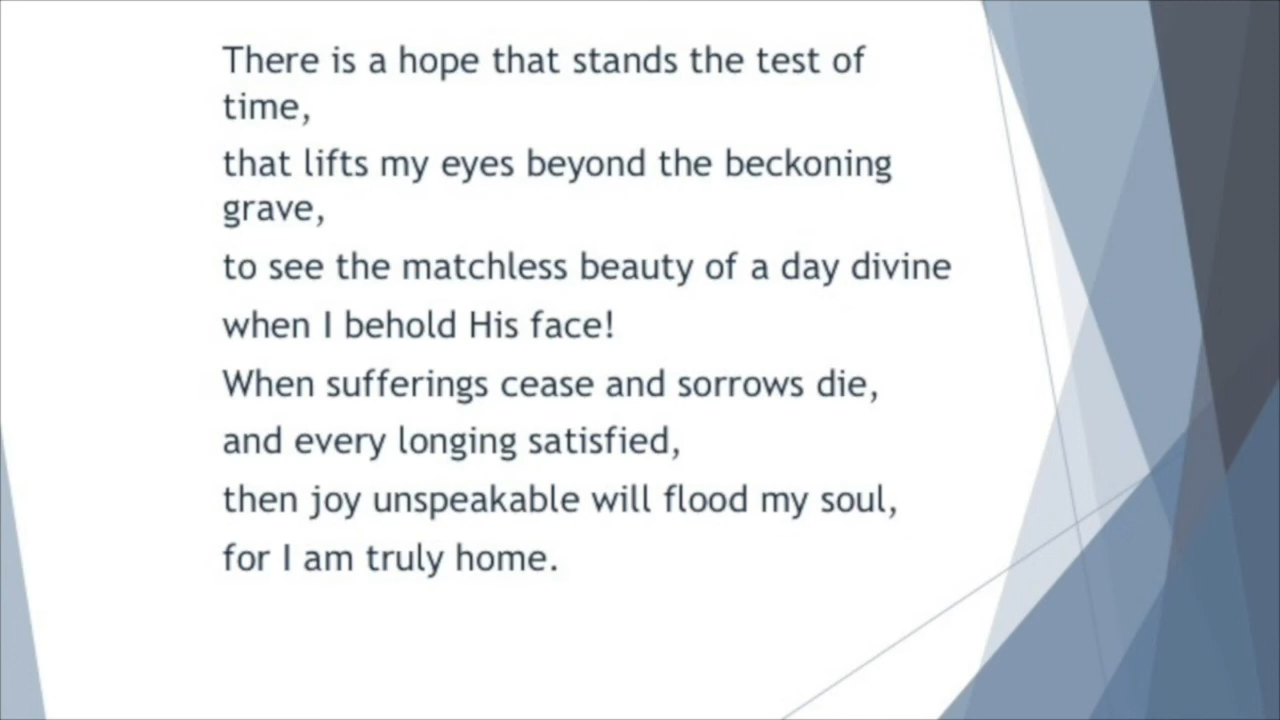 There is a hope that stands the test of
time,
that lifts my eyes beyond the beckoning
grave,
to see the matchless beauty of a day divine
when I behold His face!
When sufferings cease and sorrows die,
and every longing satisfied,
then joy unspeakable will flood my soul,
for I am truly home.